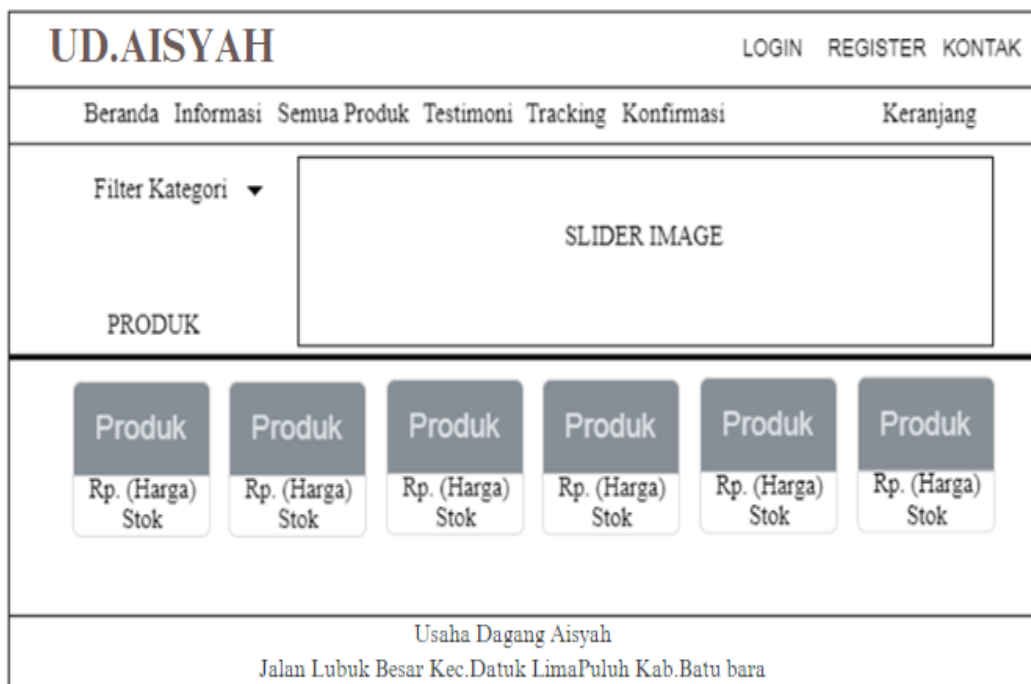 UD.AISYAH
LOGIN REGISTER KONTAK
Beranda Informasi Semua Produk Testimoni Tracking Konfirmasi Keranjang
Filter Kategori
SLIDER IMAGE
PRODUK
Produk Produk Produk Produk Produk Produk
Rp. (Harga) Rp. (Harga) Rp. (Harga) Rp. (Harga) Rp. (Harga) Rp. (Harga)
Stok Stok Stok Stok Stok Stok
Usaha Dagang Aisyah
Jalan Lubuk Besar Kec.Datuk LimaPuluh Kab.Batu bara